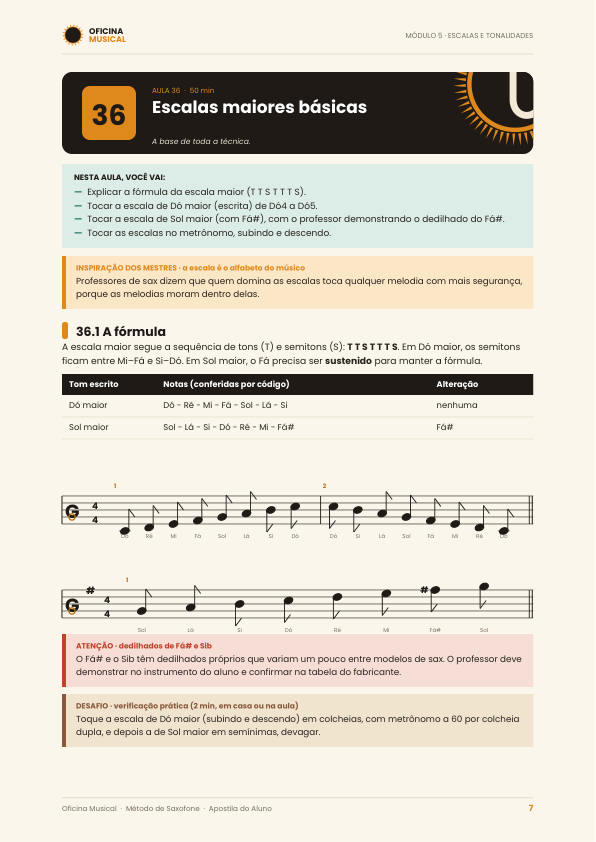 OFICINA
MUSICAL
MÓDULO 5 · ESCALAS E TONALIDADES
36
AULA 36 · 50 min
Escalas maiores básicas
A base de toda a técnica.
NESTA AULA, VOCÊ VAI:
— Explicar a fórmula da escala maior (T T S T T T S).
— Tocar a escala de Dó maior (escrita) de Dó4 a Dó5.
— Tocar a escala de Sol maior (com Fá#), com o professor demonstrando o dedilhado do Fá#.
— Tocar as escalas no metrônomo, subindo e descendo.
INSPIRAÇÃO DOS MESTRES · a escala é o alfabeto do músico
Professores de sax dizem que quem domina as escalas toca qualquer melodia com mais segurança,
porque as melodias moram dentro delas.
36.1 A fórmula
A escala maior segue a sequência de tons (T) e semitons (S): T T S T T T S. Em Dó maior, os semitons
ficam entre Mi–Fá e Si–Dó. Em Sol maior, o Fá precisa ser sustenido para manter a fórmula.
Tom escrito Notas (conferidas por código) Alteração
Dó maior Dó - Ré - Mi - Fá - Sol - Lá - Si nenhuma
Sol maior Sol - Lá - Si - Dó - Ré - Mi - Fá# Fá#
1 2
G 4 4
Dó Ré Mi Fá Sol Lá Si Dó Dó Si Lá Sol Fá Mi Ré Dó
1
G # 4 4 #
Sol Lá Si Dó Ré Mi Fá# Sol
ATENÇÃO · dedilhados de Fá# e Sib
O Fá# e o Sib têm dedilhados próprios que variam um pouco entre modelos de sax. O professor deve
demonstrar no instrumento do aluno e confirmar na tabela do fabricante.
DESAFIO · verificação prática (2 min, em casa ou na aula)
Toque a escala de Dó maior (subindo e descendo) em colcheias, com metrônomo a 60 por colcheia
dupla, e depois a de Sol maior em semínimas, devagar.
Oficina Musical · Método de Saxofone · Apostila do Aluno
7